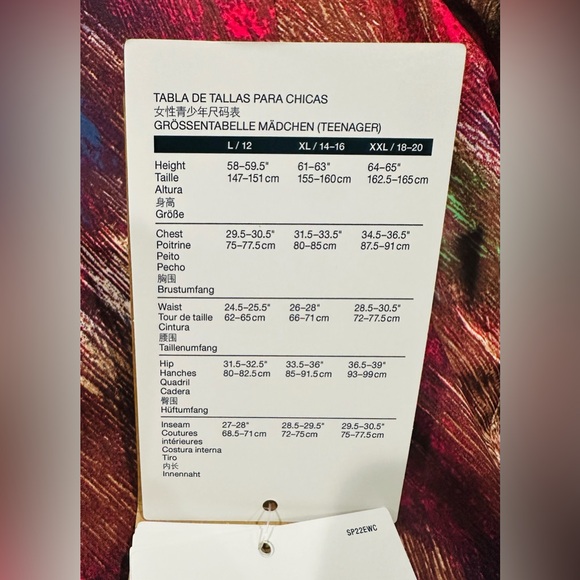 TABLA DE TALLAS PARA CHICAS
女性青少年尺码表
GRÖSSENTABELLE MÄDCHEN (TEENAGER)
L / 12 XL / 14–16 XXL / 18–20
Height 58–59.5" 61–63" 64–65"
Taille 147–151 cm 155–160 cm 162.5–165 cm
Altura
身高
Größe
Chest 29.5–30.5" 31.5–33.5" 34.5–36.5"
Poitrine 75–77.5 cm 80–85 cm 87.5–91 cm
Peito
Pecho
胸围
Brustumfang
Waist 24.5–25.5" 26–28" 28.5–30.5"
Tour de taille 62–65 cm 66–71 cm 72–77.5 cm
Cintura
腰围
Taillenumfang
Hip 31.5–32.5" 33.5–36" 36.5–39"
Hanches 80–82.5 cm 85–91.5 cm 93–99 cm
Quadril
Cadera
臀围
Hüftumfang
Inseam 27–28" 28.5–29.5" 29.5–30.5"
Coutures 68.5–71 cm 72–75 cm 75–77.5 cm
intérieures
Costura interna
Tiro
内长
Innennaht
SP22EWC